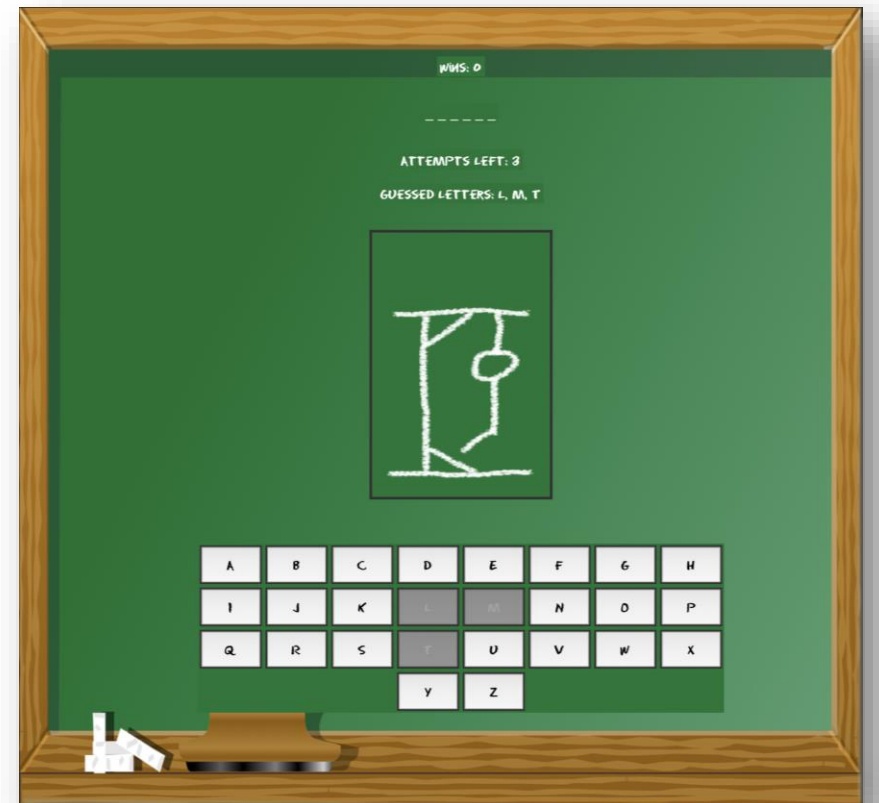 WINS: 0
_ _ _ _ _ _
ATTEMPTS LEFT: 3
GUESSED LETTERS: L, M, T
A B C D E F G H
I J K L M N O P
Q R S T U V W X
Y Z